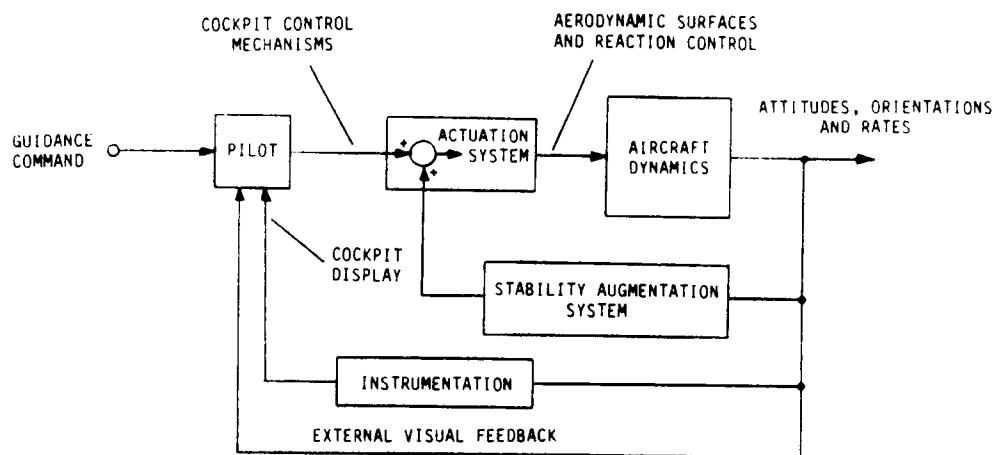 COCKPIT CONTROL
MECHANISMS
AERODYNAMIC SURFACES
AND REACTION CONTROL
ATTITUDES, ORIENTATIONS
AND RATES
GUIDANCE
COMMAND
PILOT
+
+
ACTUATION
SYSTEM
AIRCRAFT
DYNAMICS
COCKPIT
DISPLAY
STABILITY AUGMENTATION
SYSTEM
INSTRUMENTATION
EXTERNAL VISUAL FEEDBACK